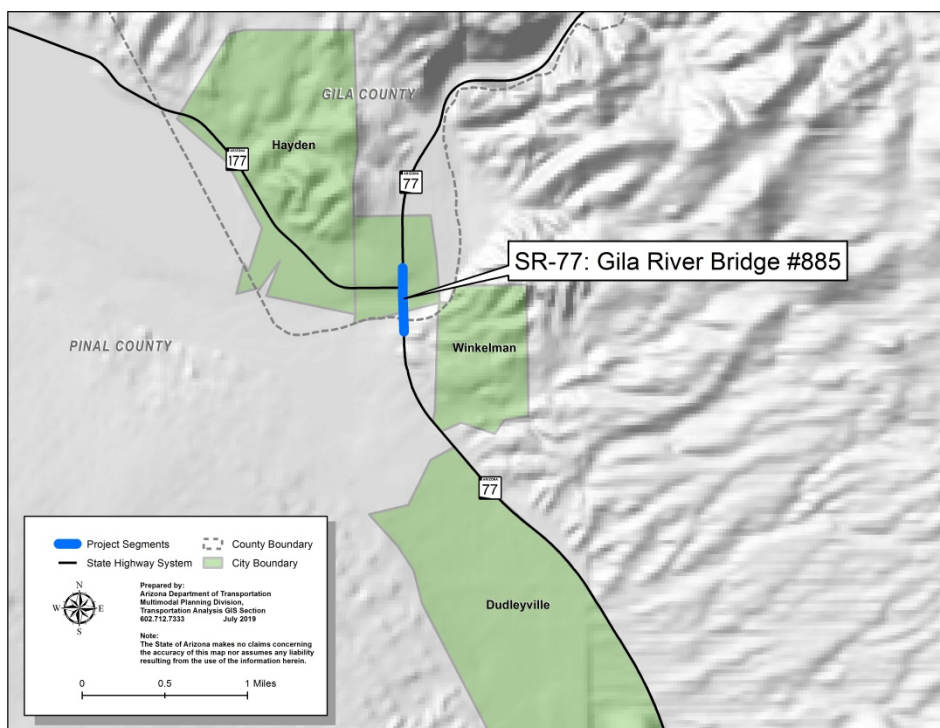 GILA COUNTY
Hayden
ARIZONA
177
ARIZONA
77
SR-77: Gila River Bridge #885
PINAL COUNTY
Winkelman
ARIZONA
77
Dudleyville
Project Segments
County Boundary
State Highway System
City Boundary
N
W
E
S
Prepared by:
Arizona Department of Transportation
Multimodal Planning Division,
Transportation Analysis GIS Section
602.712.7333 July 2019
Note:
The State of Arizona makes no claims concerning
the accuracy of this map nor assumes any liability
resulting from the use of the information herein.
0 0.5 1 Miles